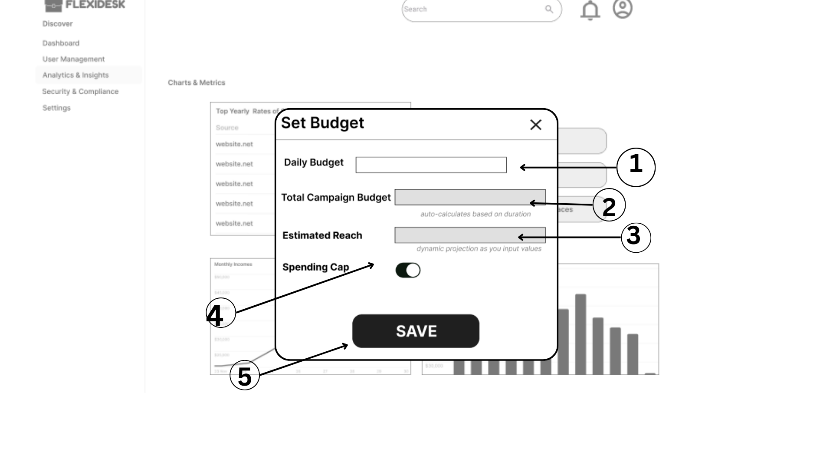 FLEXIDESK
Search
Discover
Dashboard
User Management
Analytics & Insights
Security & Compliance
Settings
Charts & Metrics
Top Yearly Rates of
Source
website.net
website.net
website.net
website.net
website.net
Set Budget
Daily Budget
1
Total Campaign Budget
2
auto-calculates based on duration
Estimated Reach
3
dynamic projection as you input values
Spending Cap
4
SAVE
5
Monthly Incomes